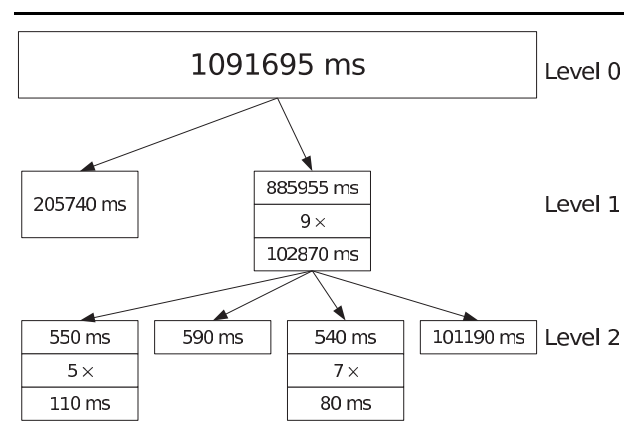 1091695 ms
Level 0
205740 ms
885955 ms
9 ×
102870 ms
Level 1
550 ms
5 ×
110 ms
590 ms
540 ms
7 ×
80 ms
101190 ms
Level 2